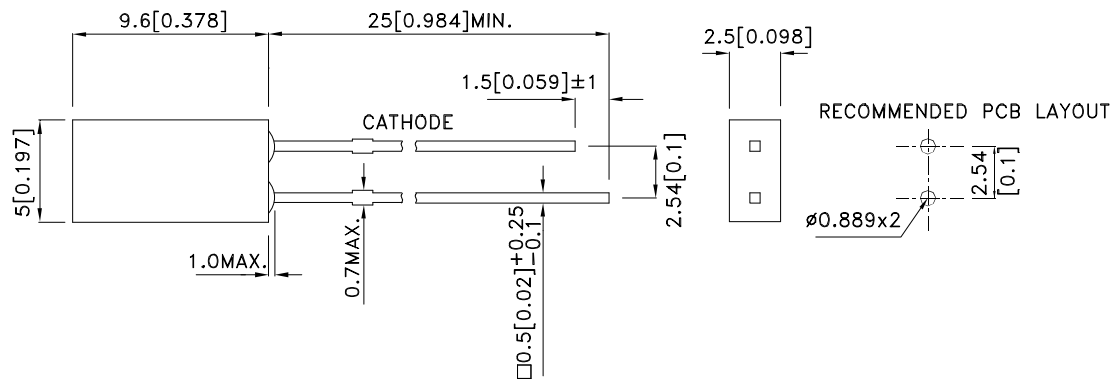 9.6[0.378]
25[0.984]MIN.
2.5[0.098]
1.5[0.059]±1
RECOMMENDED PCB LAYOUT
CATHODE
5[0.197]
2.54[0.1]
2.54
[0.1]
ø0.889x2
1.0MAX.
0.7MAX.
□0.5[0.02]+0.25
-0.1